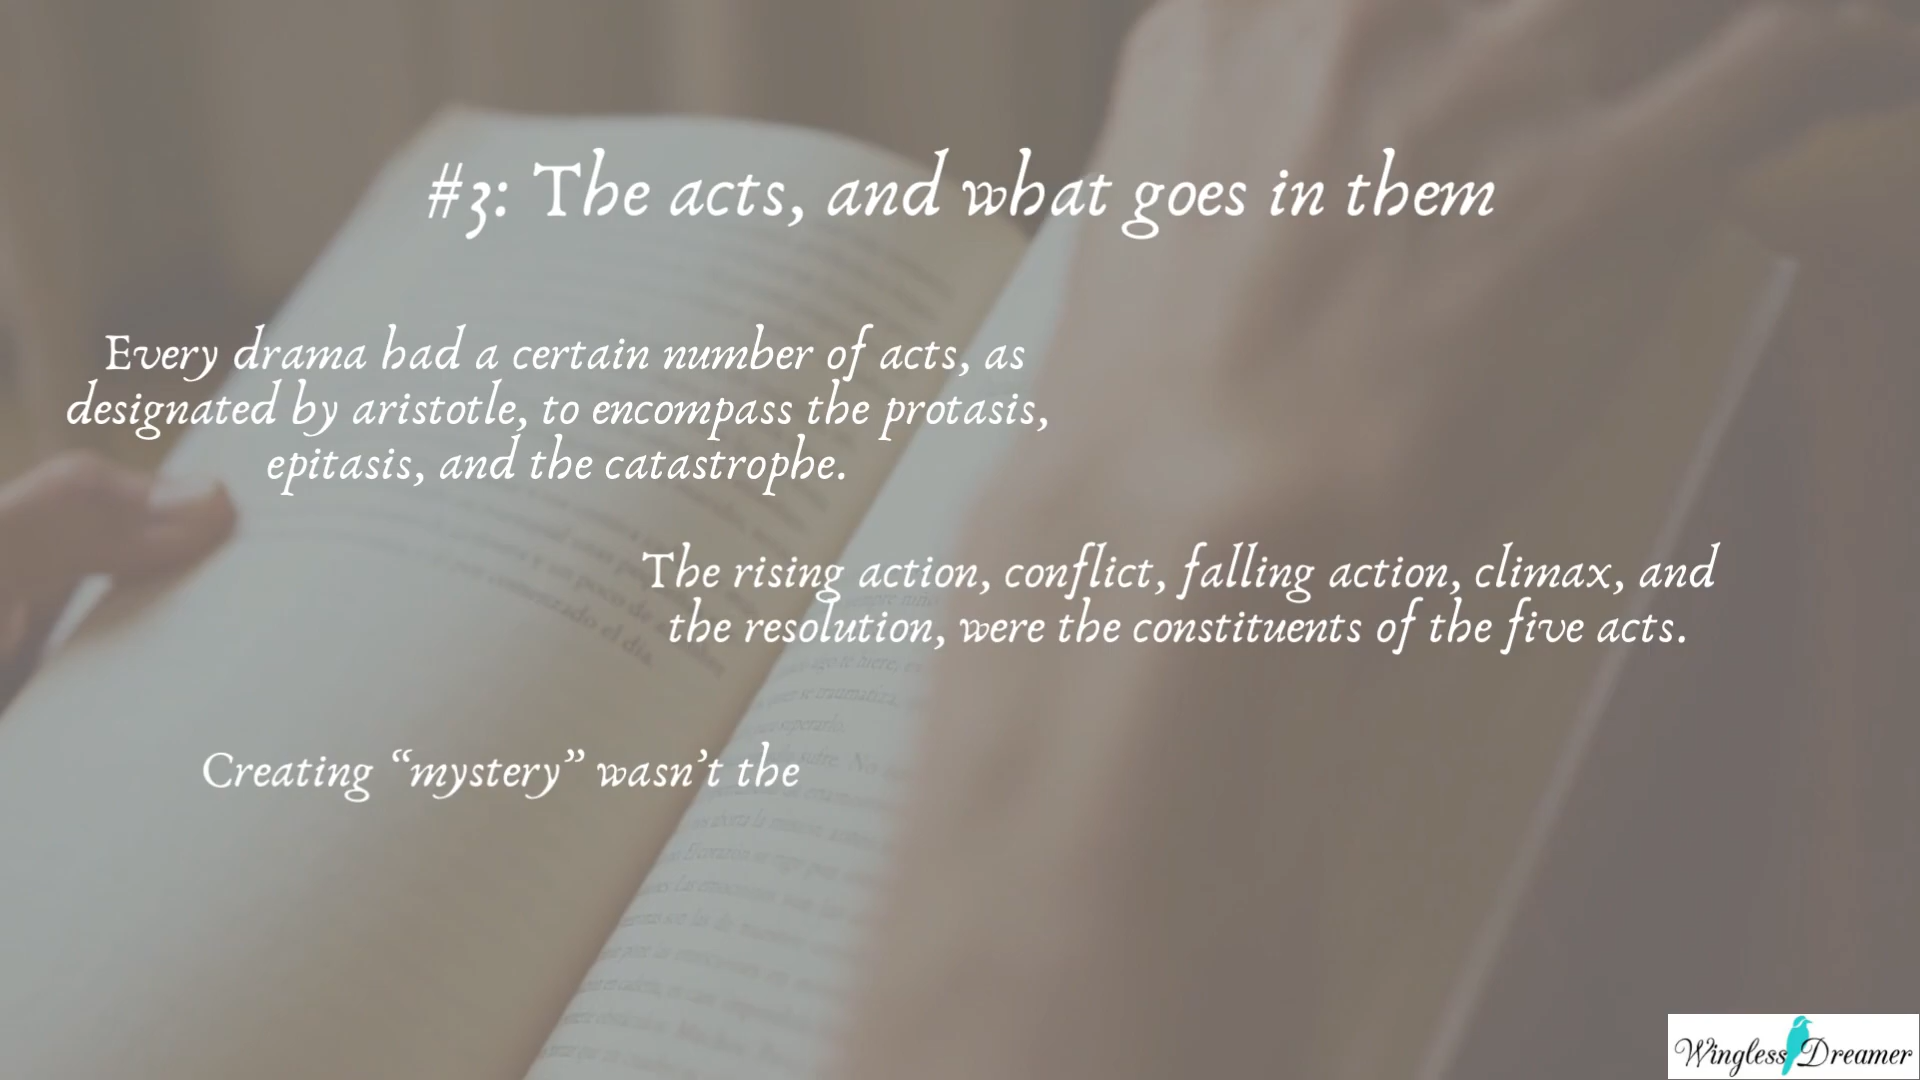 #3: The acts, and what goes in them
Every drama had a certain number of acts, as
designated by aristotle, to encompass the protasis,
epitasis, and the catastrophe.
The rising action, conflict, falling action, climax, and
the resolution, were the constituents of the five acts.
Creating “mystery” wasn’t the
Wingless Dreamer